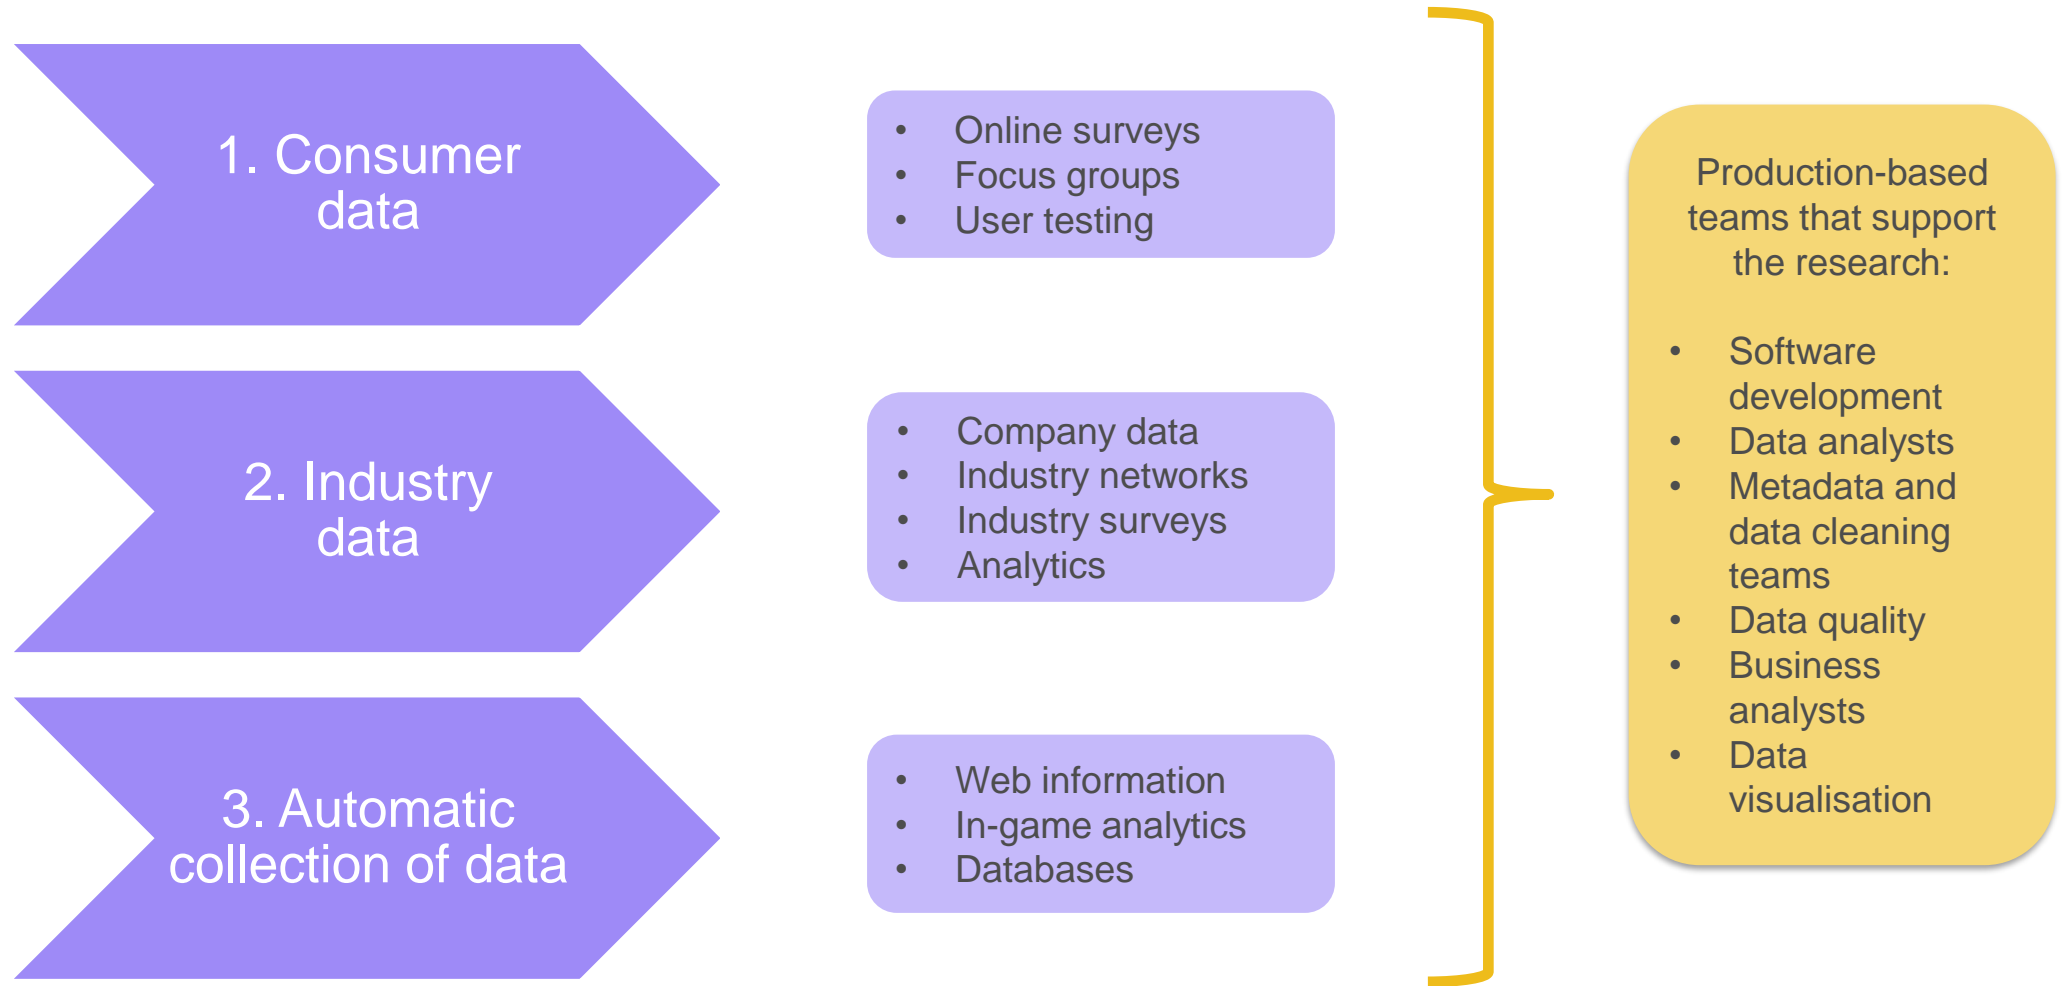 1. Consumer
data
• Online surveys
• Focus groups
• User testing
2. Industry
data
• Company data
• Industry networks
• Industry surveys
• Analytics
3. Automatic
collection of data
• Web information
• In-game analytics
• Databases
Production-based
teams that support
the research:
• Software
development
• Data analysts
• Metadata and
data cleaning
teams
• Data quality
• Business
analysts
• Data
visualisation